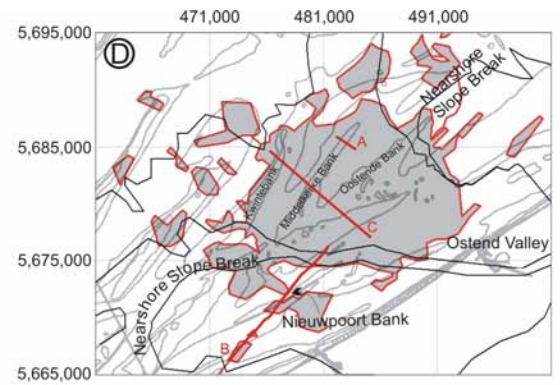 471,000 481,000 491,000
5,695,000
D
Nearshore
Slope Break
5,685,000
A
Kwintebank
Middelkerke Bank
Oostende Bank
C
Ostend Valley
5,675,000
Nearshore Slope Break
Nieuwpoort Bank
B
5,665,000